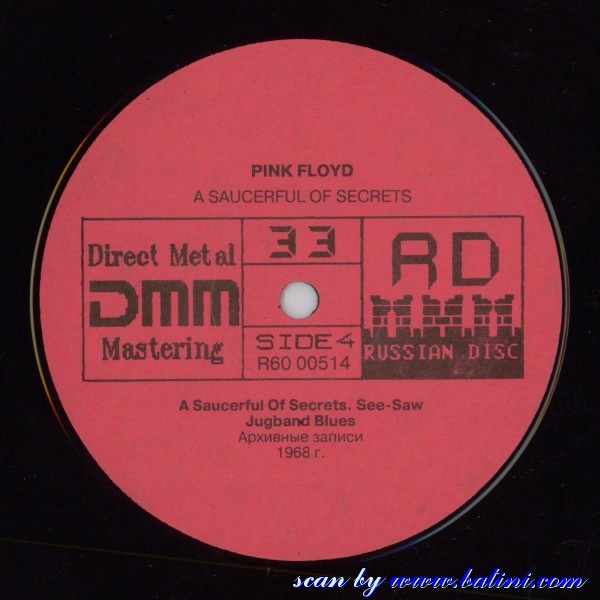 PINK FLOYD
A SAUCERFUL OF SECRETS
Direct Metal
DMM
Mastering
33
SIDE 4
R60 00514
RD
RUSSIAN DISC
A Saucerful Of Secrets. See-Saw
Jugband Blues
Архивные записи
1968 г.
scan by www.batini.com